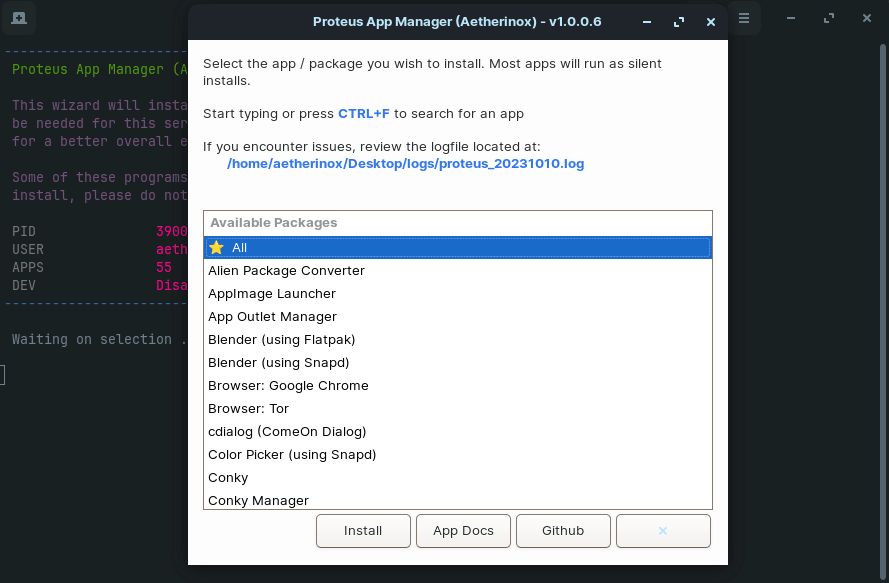 Proteus App Manager (Aetherinox) - v1.0.0.6
Proteus App Manager (A
This wizard will insta
be needed for this ser
for a better overall e
Some of these programs
install, please do not
PID 3900
USER aeth
APPS 55
DEV Disa
Waiting on selection .
Select the app / package you wish to install. Most apps will run as silent
installs.
Start typing or press CTRL+F to search for an app
If you encounter issues, review the logfile located at:
/home/aetherinox/Desktop/logs/proteus_20231010.log
Available Packages
All
Alien Package Converter
AppImage Launcher
App Outlet Manager
Blender (using Flatpak)
Blender (using Snapd)
Browser: Google Chrome
Browser: Tor
cdialog (ComeOn Dialog)
Color Picker (using Snapd)
Conky
Conky Manager
Install App Docs Github